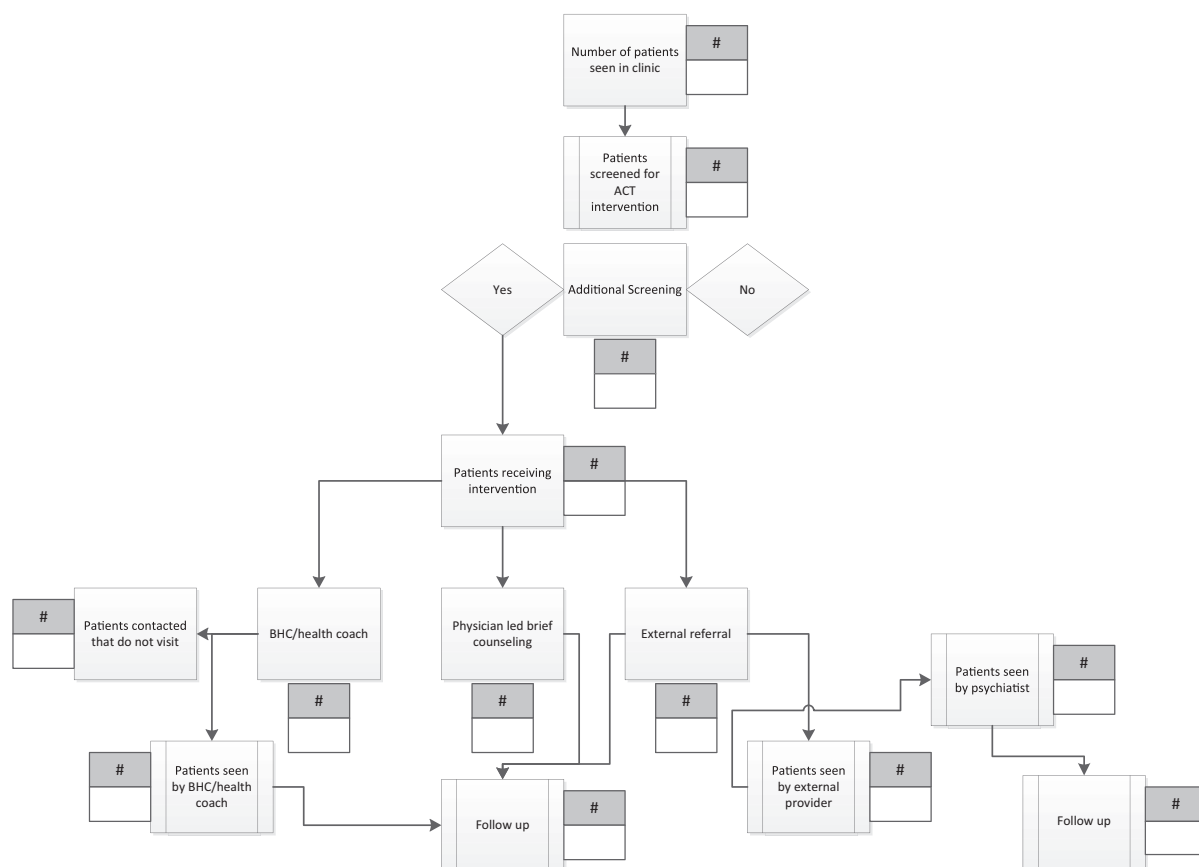 Number of patients
seen in clinic
#
Patients
screened for
ACT
intervention
#
Yes
Additional Screening
No
#
Patients receiving
intervention
#
#
Patients contacted
that do not visit
BHC/health coach
Physician led brief
counseling
External referral
Patients seen
by psychiatist
#
#
#
#
#
Patients seen
by BHC/health
coach
Patients seen
by external
provider
#
Follow up
#
Follow up
#